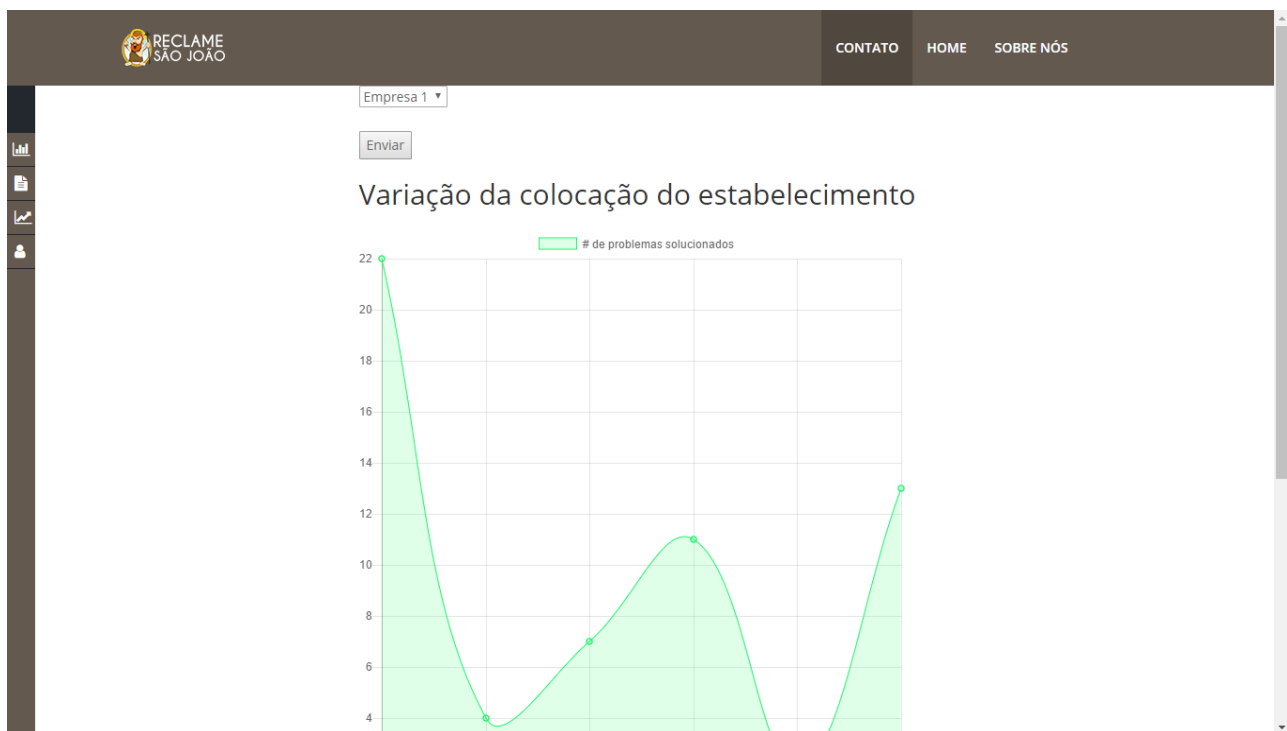 RECLAME
SÃO JOÃO
CONTATO HOME SOBRE NÓS
Empresa 1
Enviar
Variação da colocação do estabelecimento
# de problemas solucionados
22
20
18
16
14
12
10
8
6
4